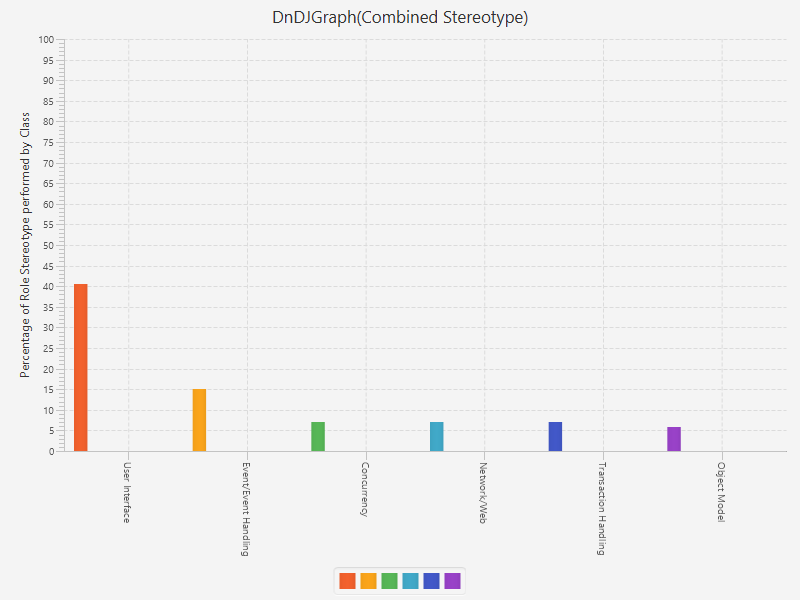 DnDJGraph(Combined Stereotype)
Percentage of Role Stereotype performed by Class
100
95
90
85
80
75
70
65
60
55
50
45
40
35
30
25
20
15
10
5
0
User Interface
Event/Event Handling
Concurrency
Network/Web
Transaction Handling
Object Model